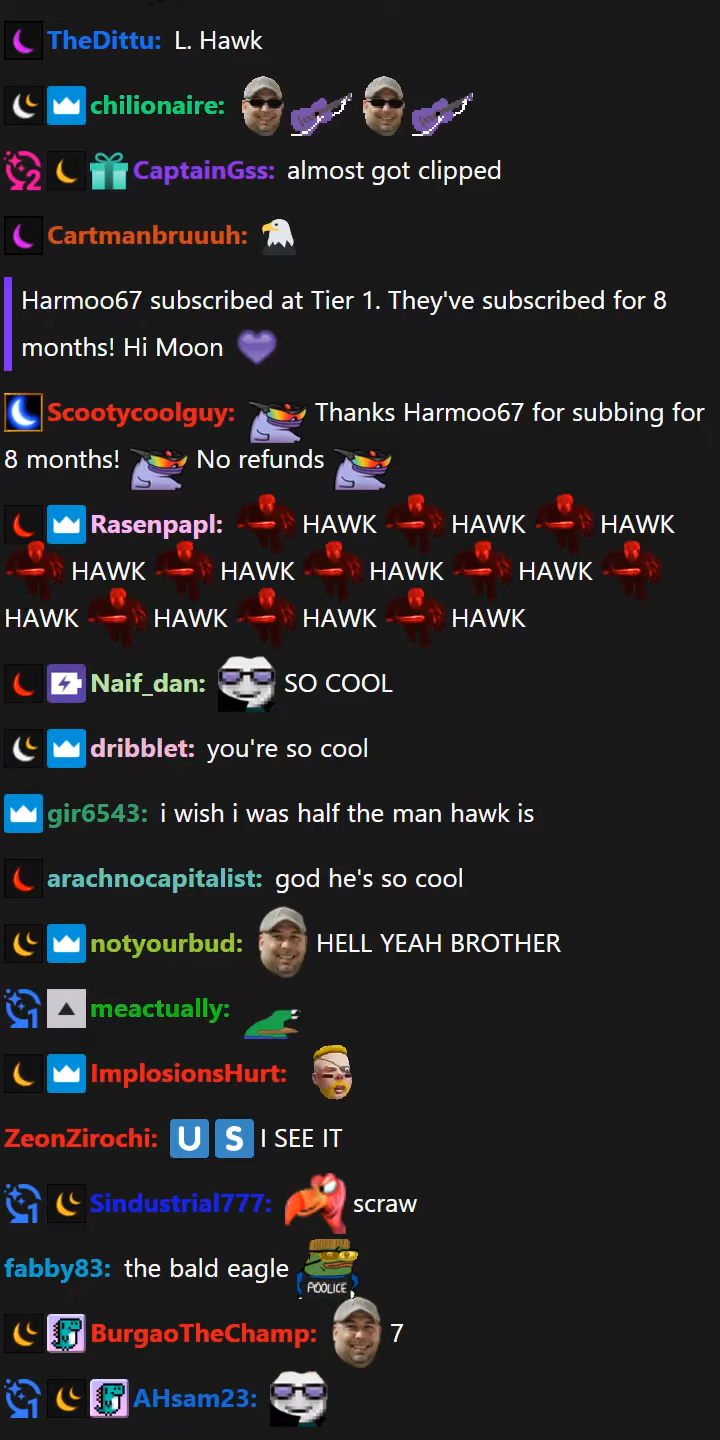 TheDittu: L. Hawk
chilionaire:
2 CaptainGss: almost got clipped
Cartmanbruuuh:
Harmoo67 subscribed at Tier 1. They've subscribed for 8
months! Hi Moon
Scootycoolguy: Thanks Harmoo67 for subbing for
8 months! No refunds
Rasenpapl: HAWK HAWK HAWK
HAWK HAWK HAWK HAWK
HAWK HAWK HAWK HAWK
Naif_dan: SO COOL
dribblet: you're so cool
gir6543: i wish i was half the man hawk is
arachnocapitalist: god he's so cool
notyourbud: HELL YEAH BROTHER
1 meactually:
ImplosionsHurt:
ZeonZirochi: U S I SEE IT
1 Sindustrial777: scraw
fabby83: the bald eagle POOLICE
BurgaoTheChamp: 7
1 AHsam23: